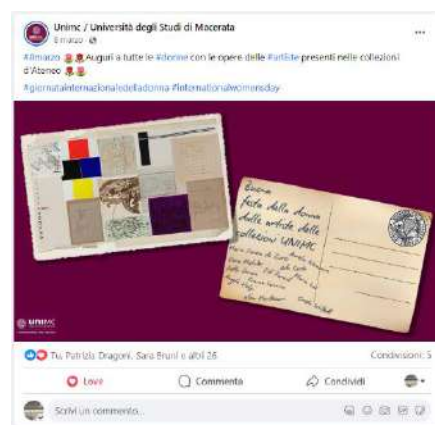 Unimc / Università degli Studi di Macerata
8 marzo
#8marzo Auguri a tutte le #donne con le opere delle #artiste presenti nelle collezioni
d'Ateneo
#giornatainternazionaledelladonna #internationalwomensday
Buona
festa della donna
dalle artiste delle
collezioni UNIMC
UNIMC
Tu, Patrizia Dragoni, Sara Bruni e altri 26
Condivisioni: 5
Love
Commenta
Condividi
Scrivi un commento...